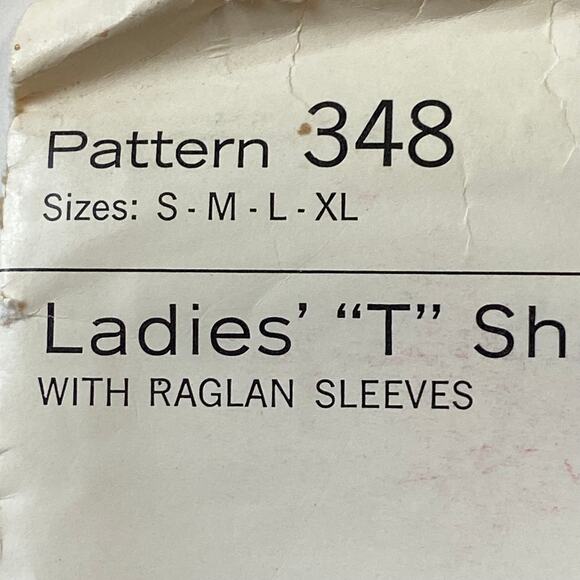 Pattern 348
Sizes: S - M - L - XL
Ladies’ “T” Sh
WITH RAGLAN SLEEVES